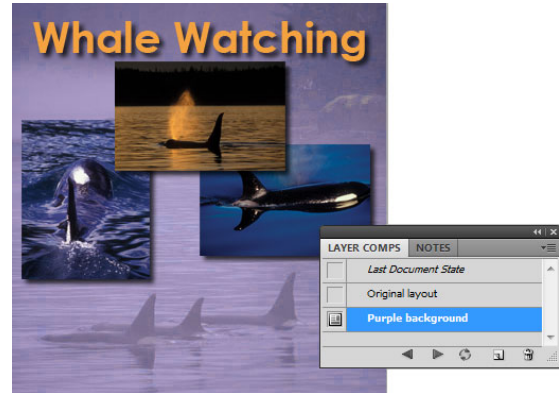 Whale Watching
LAYER COMPS NOTES
Last Document State
Original layout
Purple background